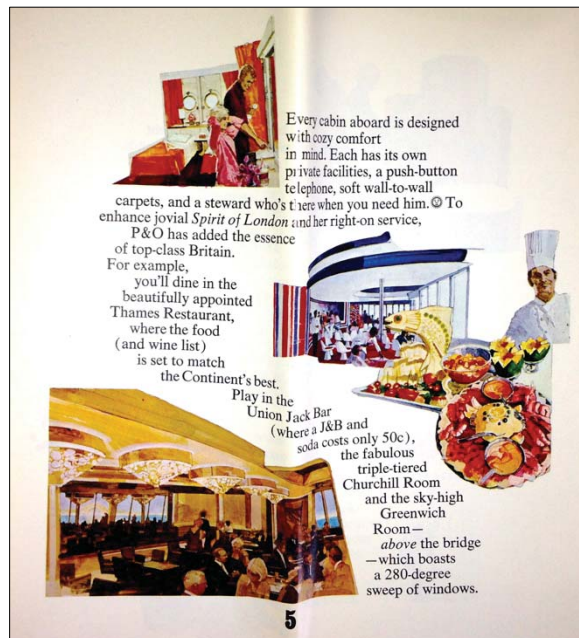 Every cabin aboard is designed
with cozy comfort
in mind. Each has its own
private facilities, a push-button
telephone, soft wall-to-wall
carpets, and a steward who's there when you need him.☺ To
enhance jovial Spirit of London and her right-on service,
P&O has added the essence
of top-class Britain.
For example,
you'll dine in the
beautifully appointed
Thames Restaurant,
where the food
(and wine list)
is set to match
the Continent's best.
Play in the
Union Jack Bar
(where a J&B and
soda costs only 50c),
the fabulous
triple-tiered
Churchill Room
and the sky-high
Greenwich
Room—
above the bridge
—which boasts
a 280-degree
sweep of windows.
5